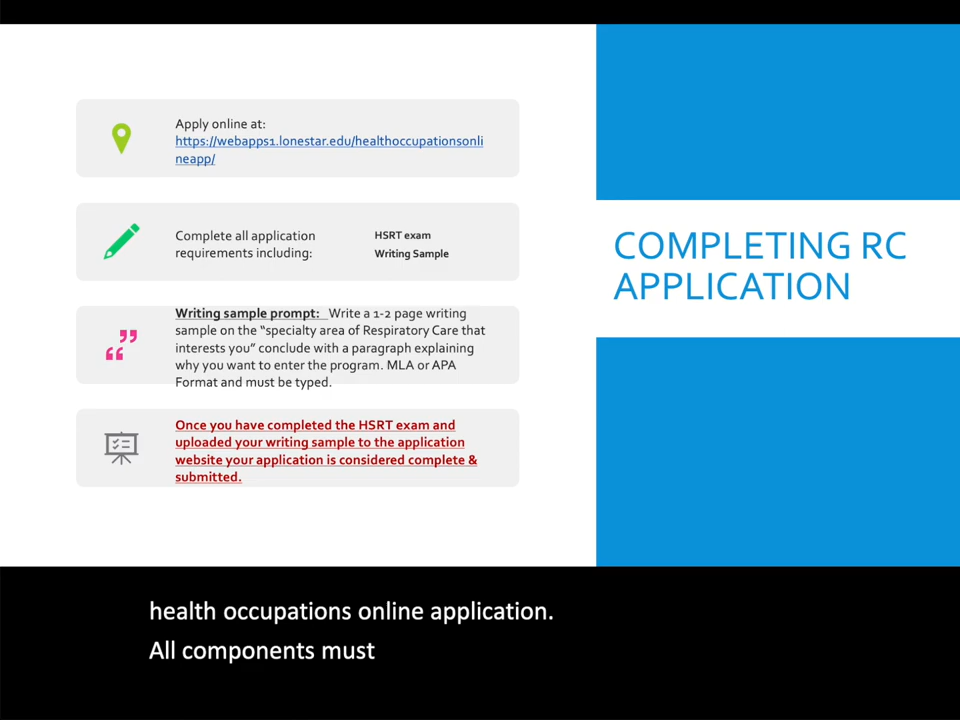 Apply online at:
https://webapps1.lonestar.edu/healthoccupationsonli
neapp/
Complete all application
requirements including:
HSRT exam
Writing Sample
Writing sample prompt: Write a 1-2 page writing
sample on the “specialty area of Respiratory Care that
interests you” conclude with a paragraph explaining
why you want to enter the program. MLA or APA
Format and must be typed.
Once you have completed the HSRT exam and
uploaded your writing sample to the application
website your application is considered complete &
submitted.
COMPLETING RC
APPLICATION
health occupations online application.
All components must